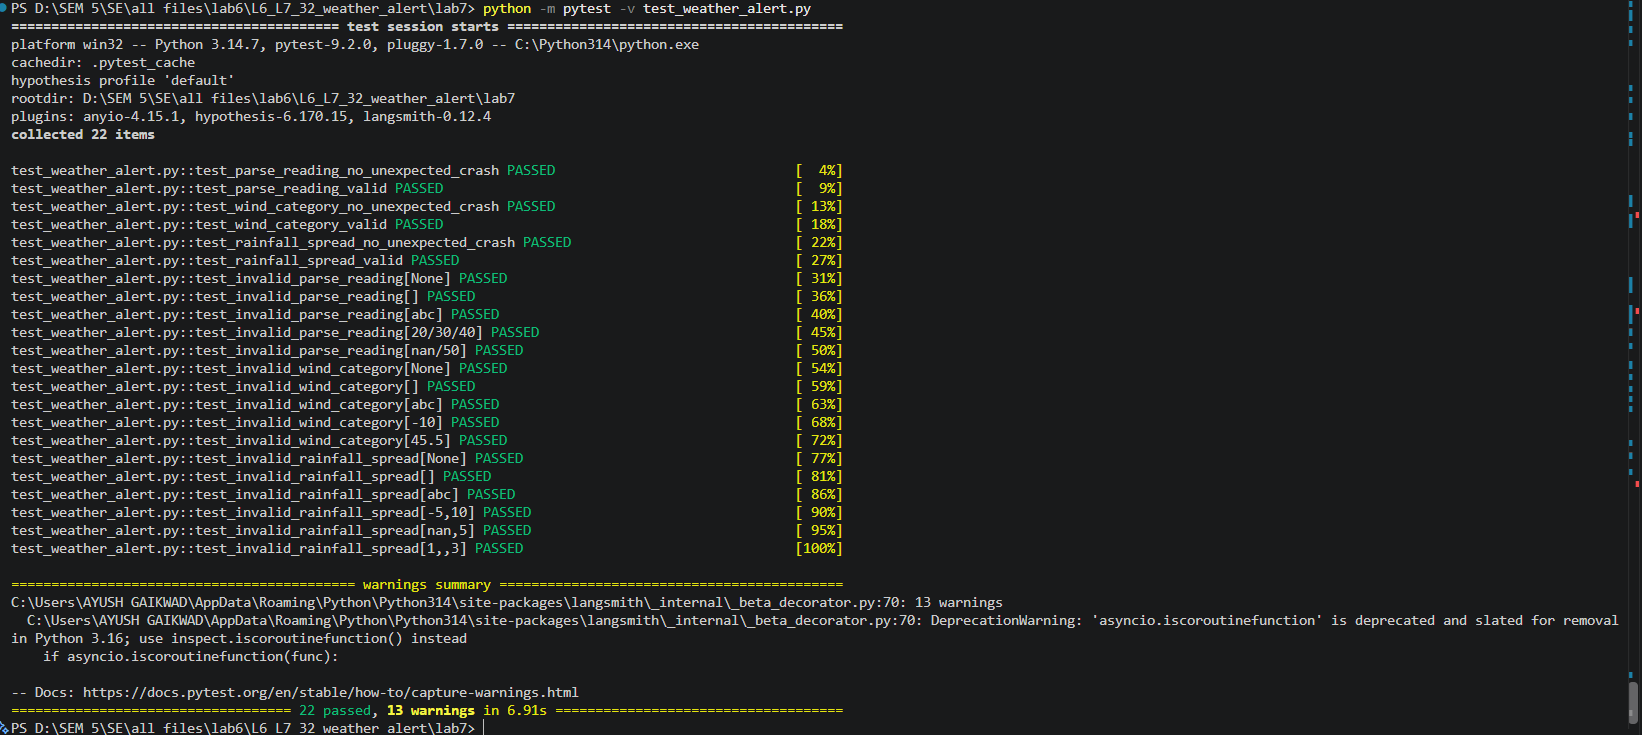 PS D:\SEM 5\SE\all files\lab6\L6_L7_32_weather_alert\lab7> python -m pytest -v test_weather_alert.py
========================================= test session starts ==========================================
platform win32 -- Python 3.14.7, pytest-9.2.0, pluggy-1.7.0 -- C:\Python314\python.exe
cachedir: .pytest_cache
hypothesis profile 'default'
rootdir: D:\SEM 5\SE\all files\lab6\L6_L7_32_weather_alert\lab7
plugins: anyio-4.15.1, hypothesis-6.170.15, langsmith-0.12.4
collected 22 items
test_weather_alert.py::test_parse_reading_no_unexpected_crash PASSED [  4%]
test_weather_alert.py::test_parse_reading_valid PASSED [  9%]
test_weather_alert.py::test_wind_category_no_unexpected_crash PASSED [ 13%]
test_weather_alert.py::test_wind_category_valid PASSED [ 18%]
test_weather_alert.py::test_rainfall_spread_no_unexpected_crash PASSED [ 22%]
test_weather_alert.py::test_rainfall_spread_valid PASSED [ 27%]
test_weather_alert.py::test_invalid_parse_reading[None] PASSED [ 31%]
test_weather_alert.py::test_invalid_parse_reading[] PASSED [ 36%]
test_weather_alert.py::test_invalid_parse_reading[abc] PASSED [ 40%]
test_weather_alert.py::test_invalid_parse_reading[20/30/40] PASSED [ 45%]
test_weather_alert.py::test_invalid_parse_reading[nan/50] PASSED [ 50%]
test_weather_alert.py::test_invalid_wind_category[None] PASSED [ 54%]
test_weather_alert.py::test_invalid_wind_category[] PASSED [ 59%]
test_weather_alert.py::test_invalid_wind_category[abc] PASSED [ 63%]
test_weather_alert.py::test_invalid_wind_category[-10] PASSED [ 68%]
test_weather_alert.py::test_invalid_wind_category[45.5] PASSED [ 72%]
test_weather_alert.py::test_invalid_rainfall_spread[None] PASSED [ 77%]
test_weather_alert.py::test_invalid_rainfall_spread[] PASSED [ 81%]
test_weather_alert.py::test_invalid_rainfall_spread[abc] PASSED [ 86%]
test_weather_alert.py::test_invalid_rainfall_spread[-5,10] PASSED [ 90%]
test_weather_alert.py::test_invalid_rainfall_spread[nan,5] PASSED [ 95%]
test_weather_alert.py::test_invalid_rainfall_spread[1,,3] PASSED [100%]
=========================================== warnings summary ===========================================
C:\Users\AYUSH GAIKWAD\AppData\Roaming\Python\Python314\site-packages\langsmith\_internal\_beta_decorator.py:70: 13 warnings
  C:\Users\AYUSH GAIKWAD\AppData\Roaming\Python\Python314\site-packages\langsmith\_internal\_beta_decorator.py:70: DeprecationWarning: 'asyncio.iscoroutinefunction' is deprecated and slated for removal
in Python 3.16; use inspect.iscoroutinefunction() instead
    if asyncio.iscoroutinefunction(func):
-- Docs: https://docs.pytest.org/en/stable/how-to/capture-warnings.html
=================================== 22 passed, 13 warnings in 6.91s ====================================
PS D:\SEM 5\SE\all files\lab6\L6_L7_32_weather_alert\lab7>